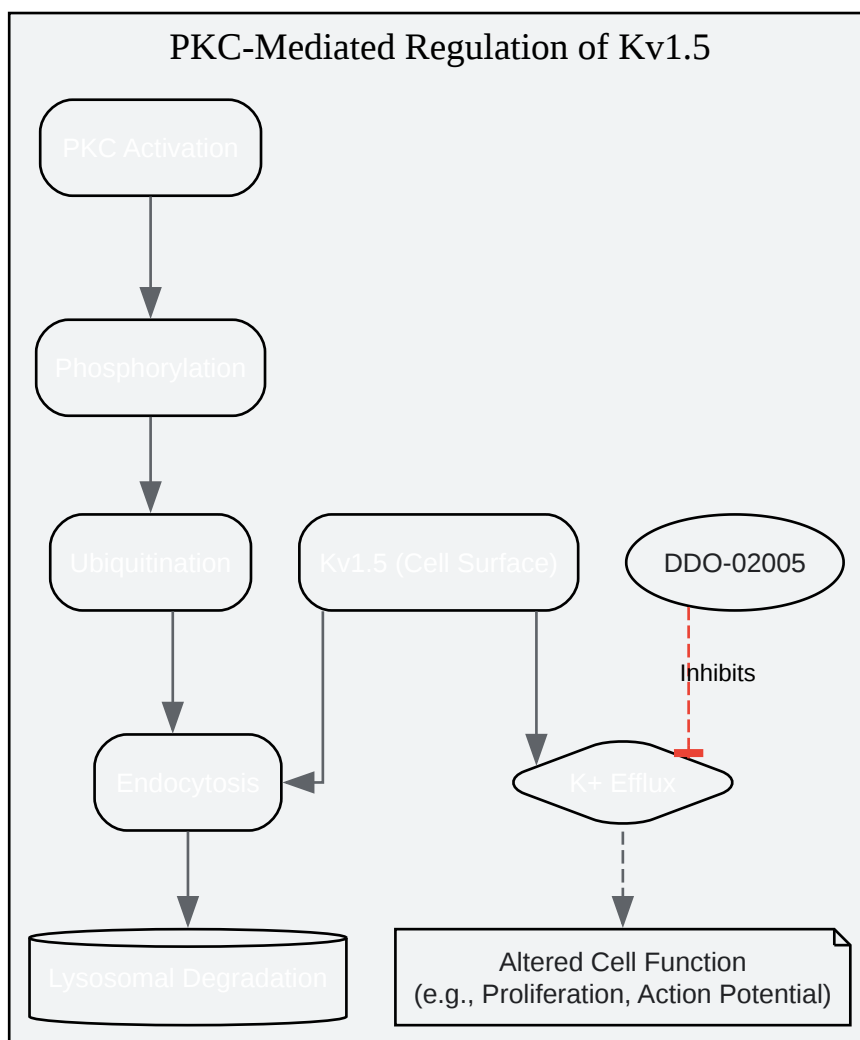 PKC-Mediated Regulation of Kv1.5
PKC Activation
Phosphorylation
Ubiquitination
Kv1.5 (Cell Surface)
DDO-02005
Inhibits
Endocytosis
K+ Efflux
Lysosomal Degradation
Altered Cell Function
(e.g., Proliferation, Action Potential)